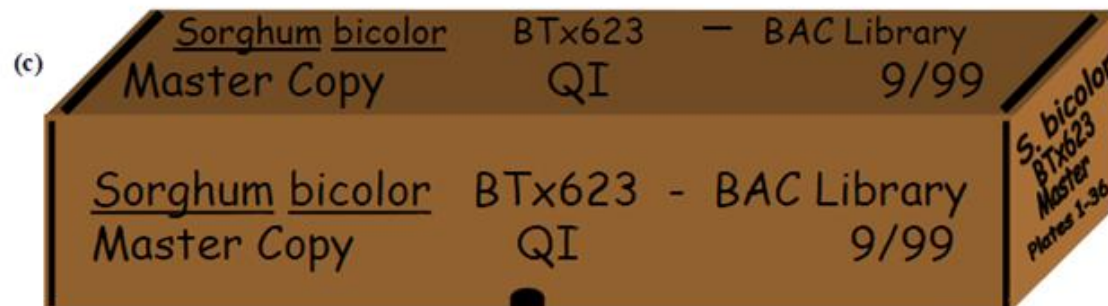 (c)
Sorghum bicolor BTx623 — BAC Library
Master Copy QI 9/99
Sorghum bicolor BTx623 - BAC Library
Master Copy QI 9/99
S. bicolor
BTx623
Master
Plates 1-36